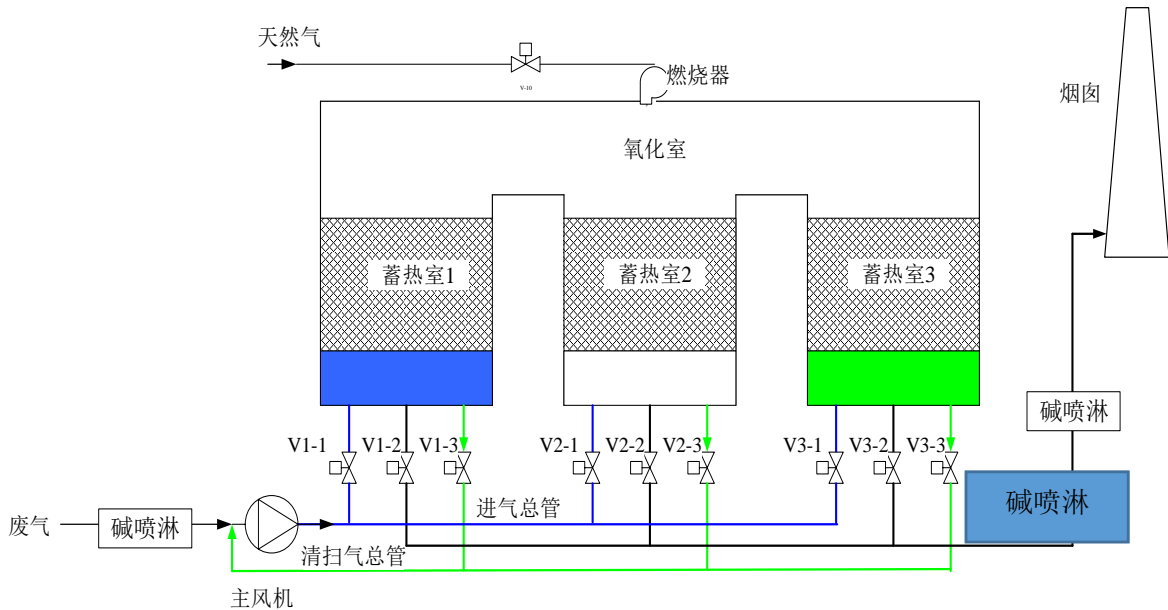 天然气
V-10
燃烧器
烟囱
氧化室
蓄热室1
蓄热室2
蓄热室3
碱喷淋
V1-1
V1-2
V1-3
V2-1
V2-2
V2-3
V3-1
V3-2
V3-3
碱喷淋
进气总管
废气
碱喷淋
清扫气总管
主风机